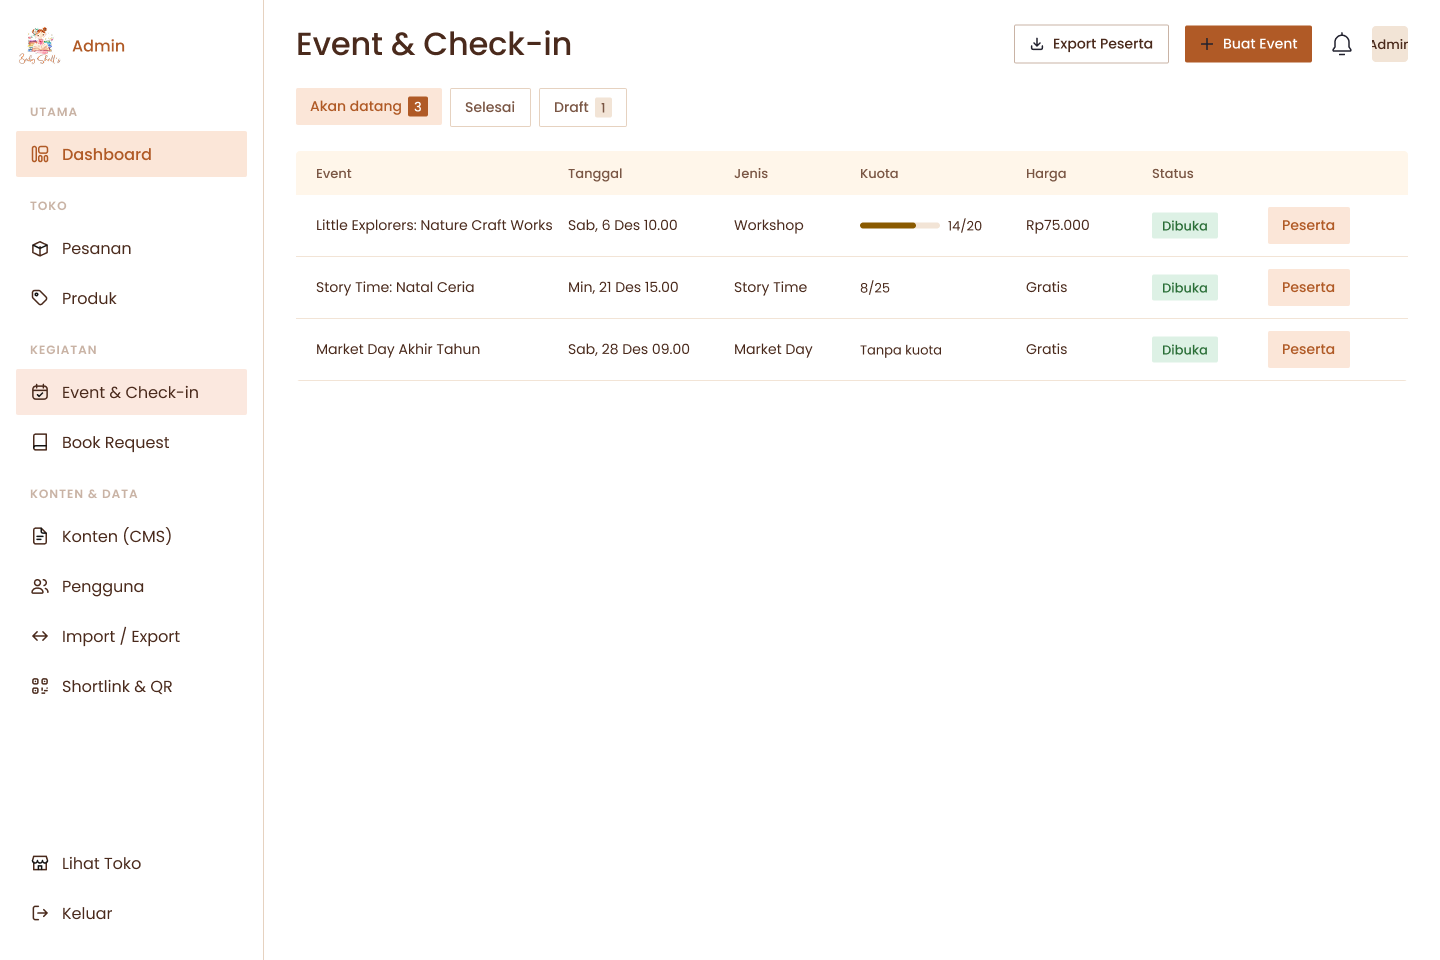 Baby Shell's
Admin
UTAMA
Dashboard
TOKO
Pesanan
Produk
KEGIATAN
Event & Check-in
Book Request
KONTEN & DATA
Konten (CMS)
Pengguna
Import / Export
Shortlink & QR
Lihat Toko
Keluar
Event & Check-in
Export Peserta
Buat Event
Admin
Akan datang 3
Selesai
Draft 1
Event Tanggal Jenis Kuota Harga Status
Little Explorers: Nature Craft Works Sab, 6 Des 10.00 Workshop 14/20 Rp75.000 Dibuka Peserta
Story Time: Natal Ceria Min, 21 Des 15.00 Story Time 8/25 Gratis Dibuka Peserta
Market Day Akhir Tahun Sab, 28 Des 09.00 Market Day Tanpa kuota Gratis Dibuka Peserta